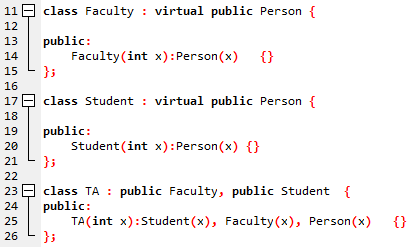 11 class Faculty : virtual public Person {
12
13 public:
14 Faculty(int x):Person(x) {}
15 };
16
17 class Student : virtual public Person {
18
19 public:
20 Student(int x):Person(x) {}
21 };
22
23 class TA : public Faculty, public Student {
24 public:
25 TA(int x):Student(x), Faculty(x), Person(x) {}
26 };